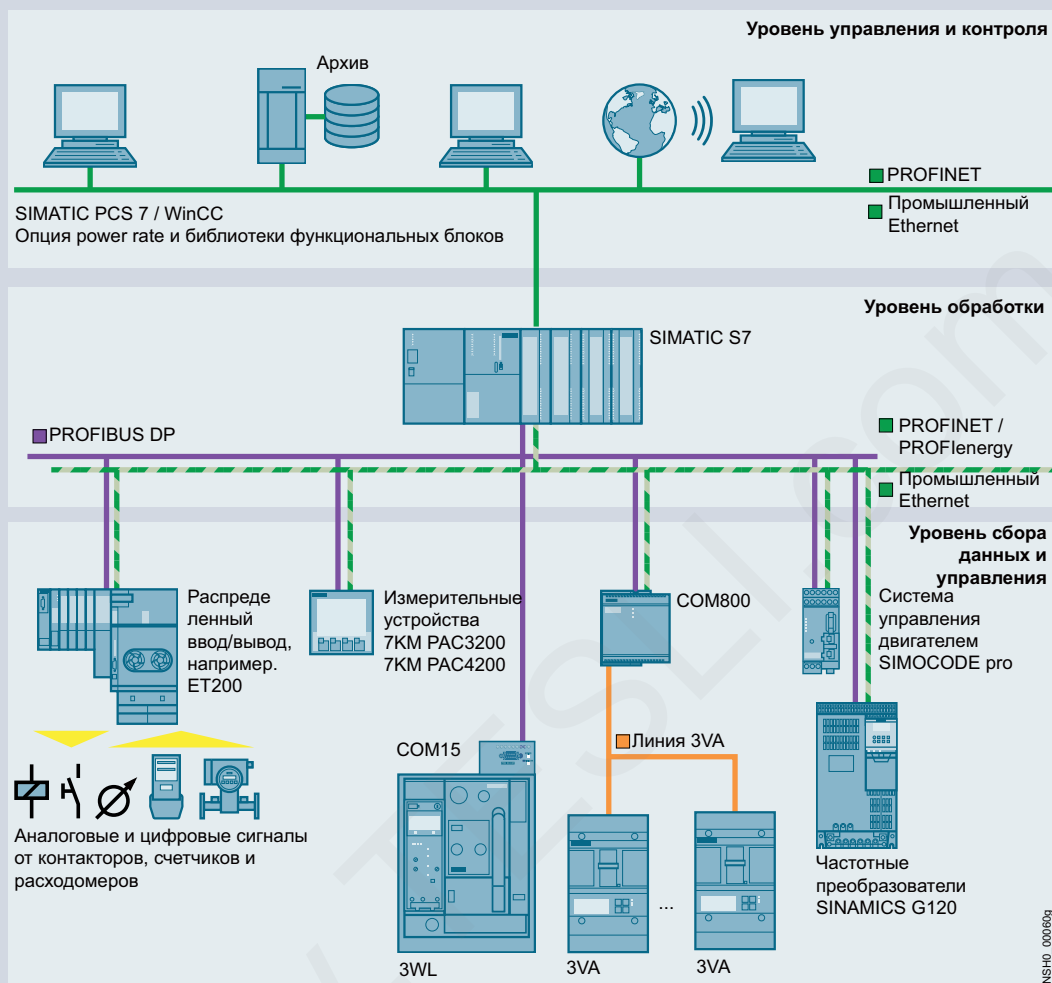 Уровень управления и контроля
Архив
PROFINET
Промышленный
Ethernet
SIMATIC PCS 7 / WinCC
Опция power rate и библиотеки функциональных блоков
Уровень обработки
SIMATIC S7
PROFIBUS DP
PROFINET /
PROFIenergy
Промышленный
Ethernet
Уровень сбора
данных и
управления
Распреде
ленный
ввод/вывод,
например.
ET200
Измерительные
устройства
7KM PAC3200
7KM PAC4200
COM800
Система
управления
двигателем
SIMOCODE pro
COM15
Линия 3VA
Аналоговые и цифровые сигналы
от контакторов, счетчиков и
расходомеров
...
Частотные
преобразователи
SINAMICS G120
3WL
3VA
3VA
NSH0_00060g
TESLI.com